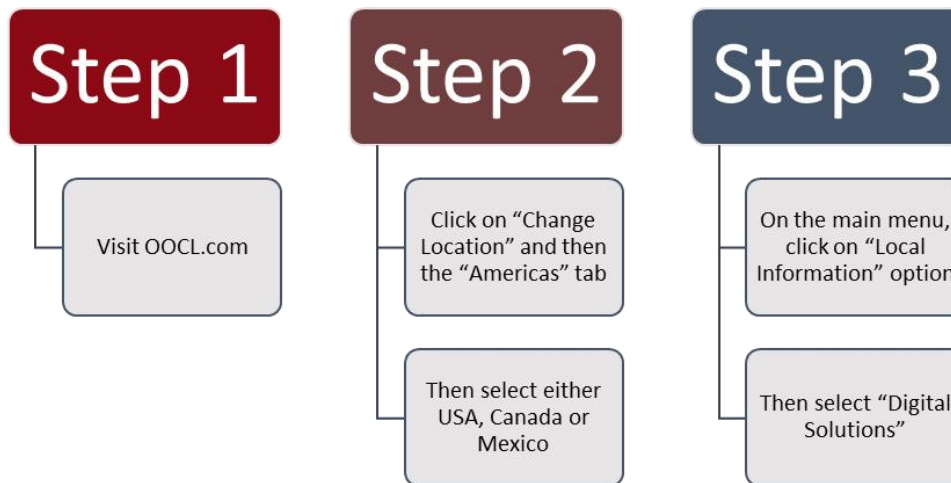 Step 1
Visit OOCL.com
Step 2
Click on “Change
Location” and then
the “Americas” tab
Then select either
USA, Canada or
Mexico
Step 3
On the main menu,
click on “Local
Information” option
Then select “Digital
Solutions”